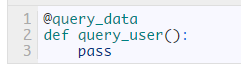 1 @query_data
2 def query_user():
3     pass